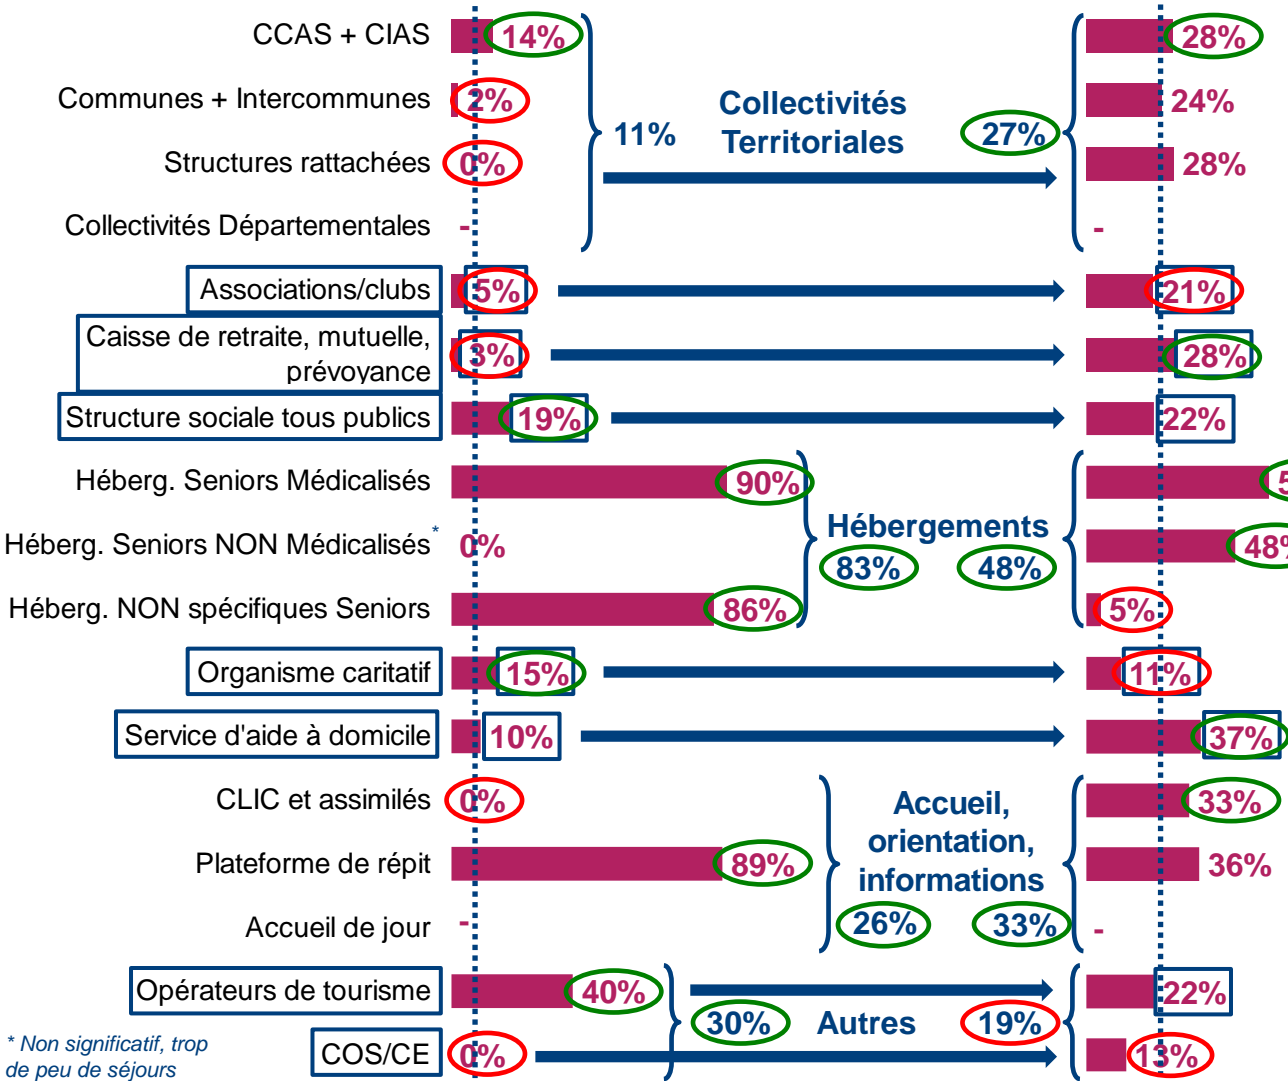 CCAS + CIAS 14% 28%
Communes + Intercommunes 2% 24%
Collectivités
Territoriales
11% 27%
Structures rattachées 0% 28%
Collectivités Départementales - -
Associations/clubs 5% 21%
Caisse de retraite, mutuelle,
prévoyance
3% 28%
Structure sociale tous publics 19% 22%
Héberg. Seniors Médicalisés 90% 5
Héberg. Seniors NON Médicalisés* 0% 48%
Hébergements
83% 48%
Héberg. NON spécifiques Seniors 86% 5%
Organisme caritatif 15% 11%
Service d'aide à domicile 10% 37%
CLIC et assimilés 0% 33%
Accueil,
orientation,
informations
Plateforme de répit 89% 36%
26% 33%
Accueil de jour - -
Opérateurs de tourisme 40% 22%
30% Autres 19%
COS/CE 0% 13%
* Non significatif, trop
de peu de séjours